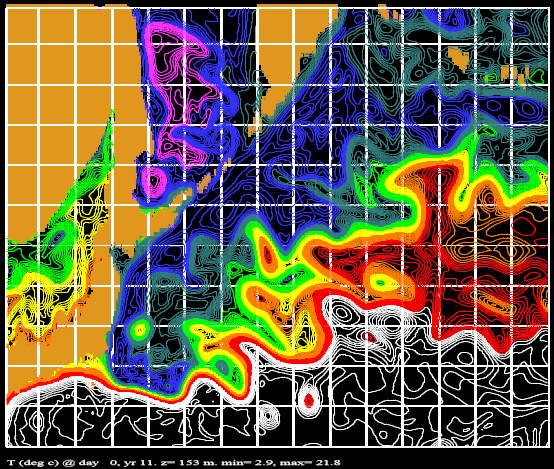 T (deg c) @ day 0, yr 11. z= 153 m. min= 2.9, max= 21.8